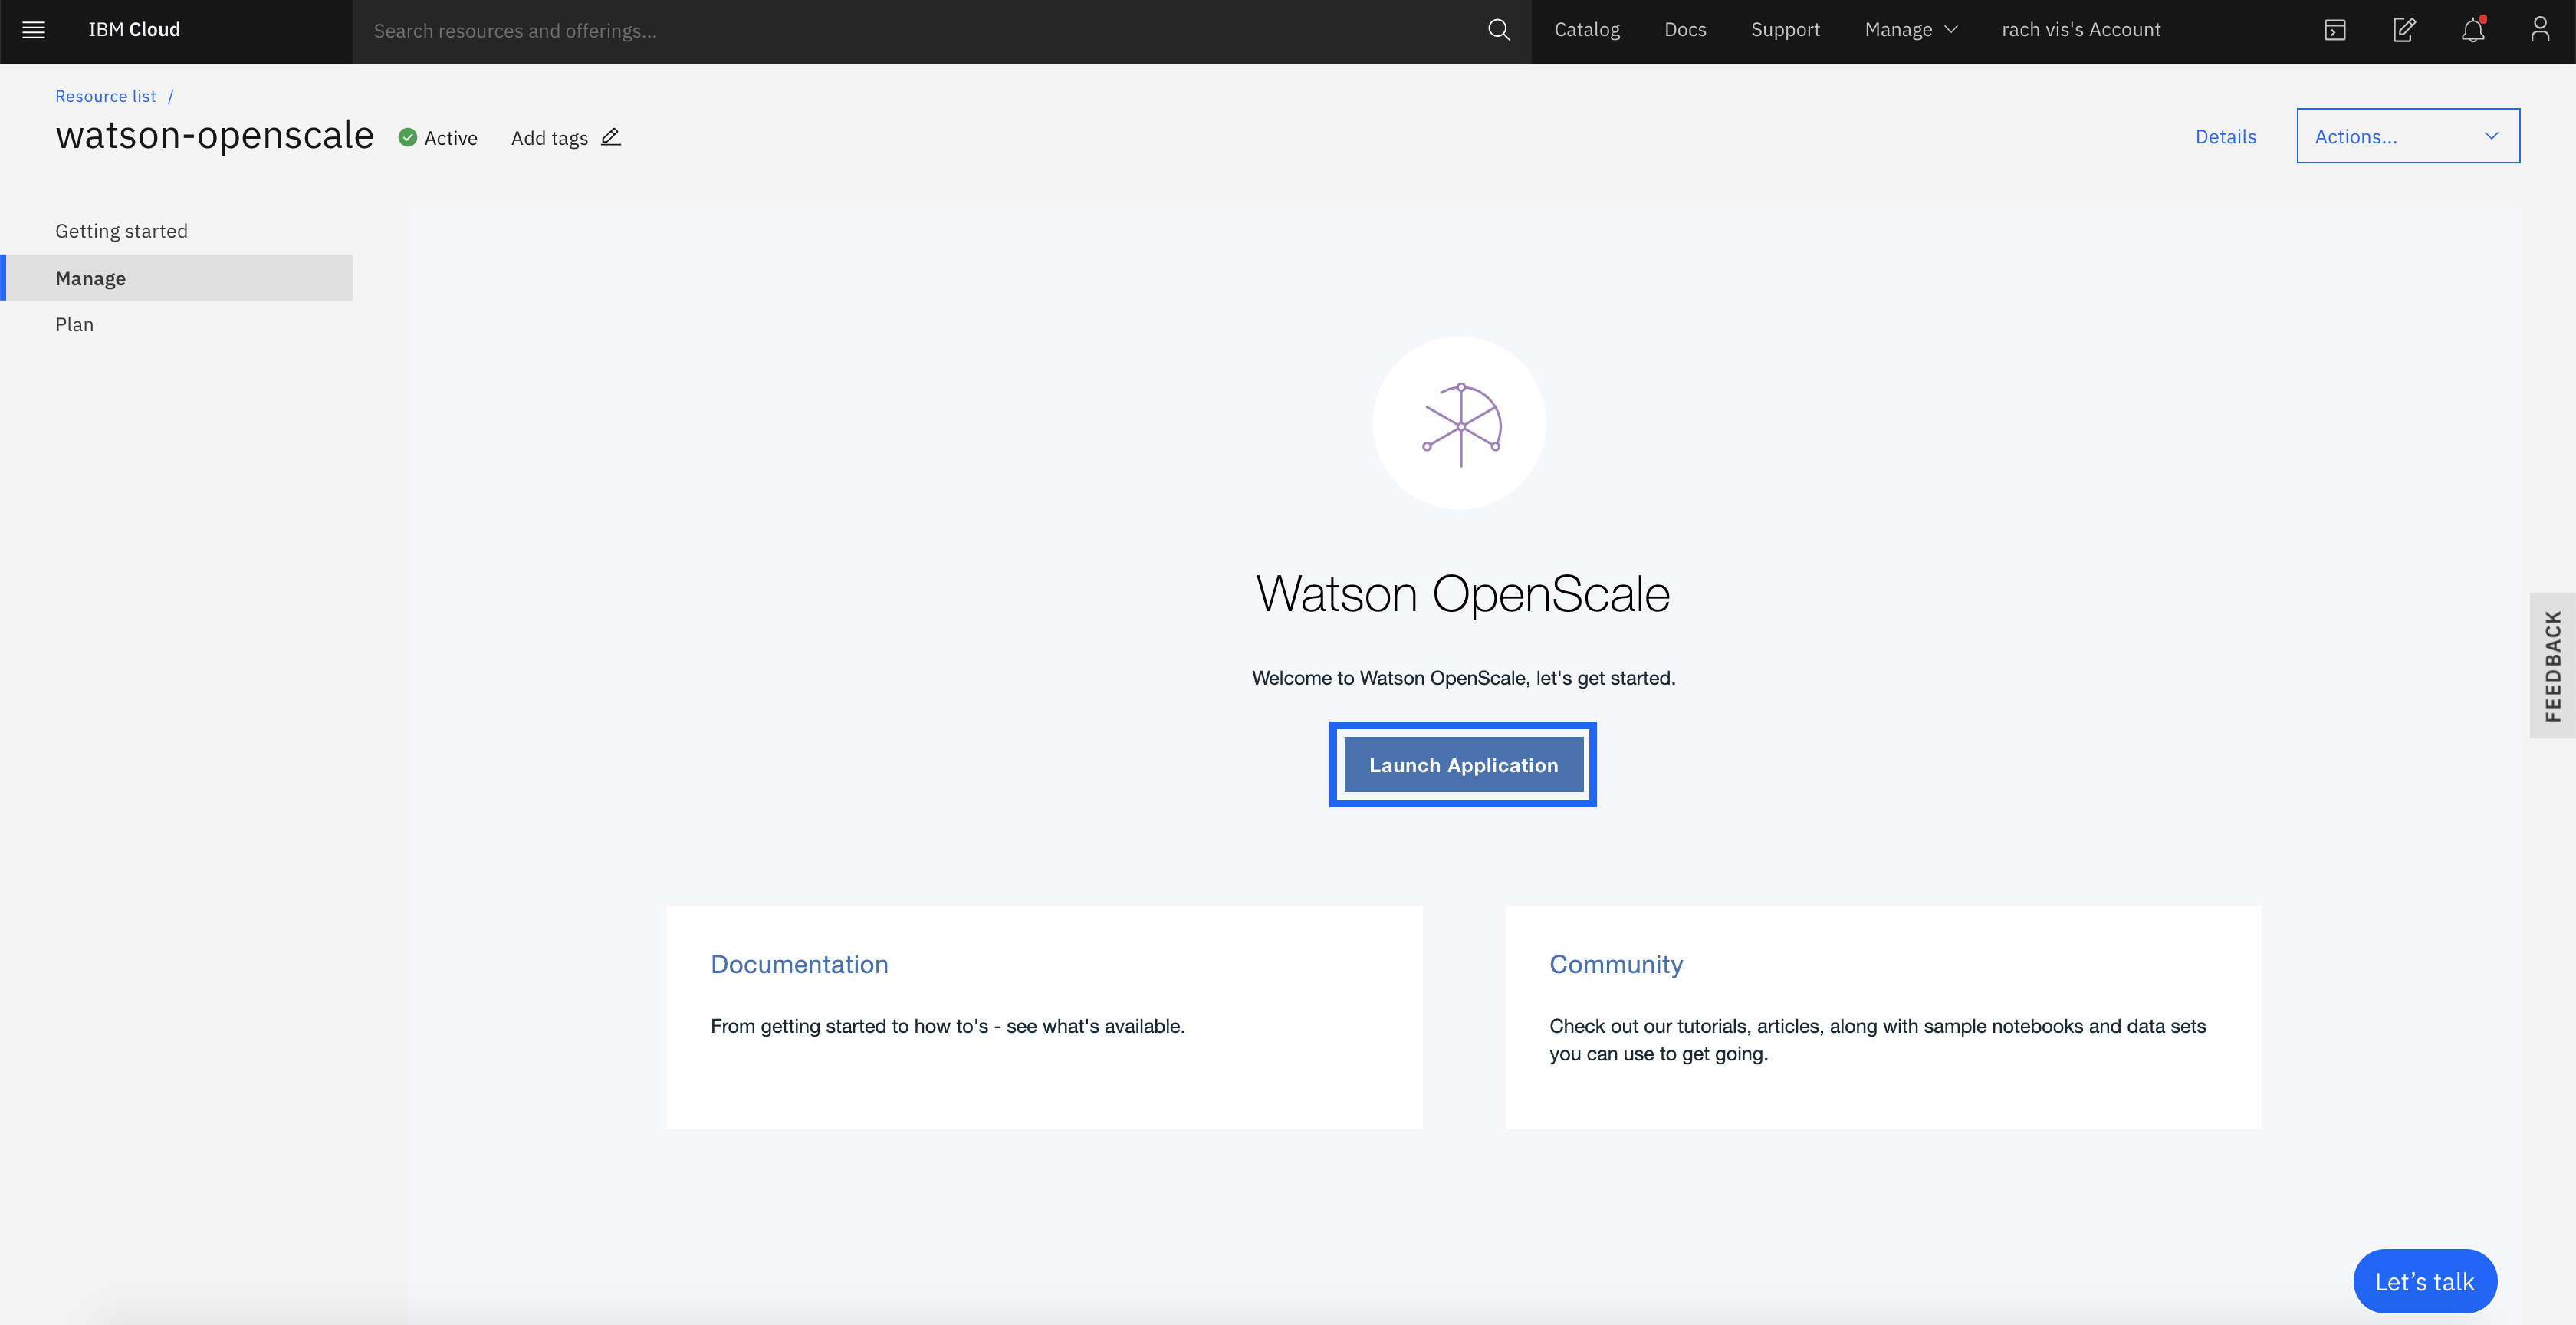 IBM Cloud
Search resources and offerings...
Catalog
Docs
Support
Manage
rach vis's Account
Resource list /
watson-openscale
Active
Add tags
Details
Actions...
Getting started
Manage
Plan
Watson OpenScale
Welcome to Watson OpenScale, let's get started.
Launch Application
FEEDBACK
Documentation
From getting started to how to's - see what's available.
Community
Check out our tutorials, articles, along with sample notebooks and data sets
you can use to get going.
Let’s talk